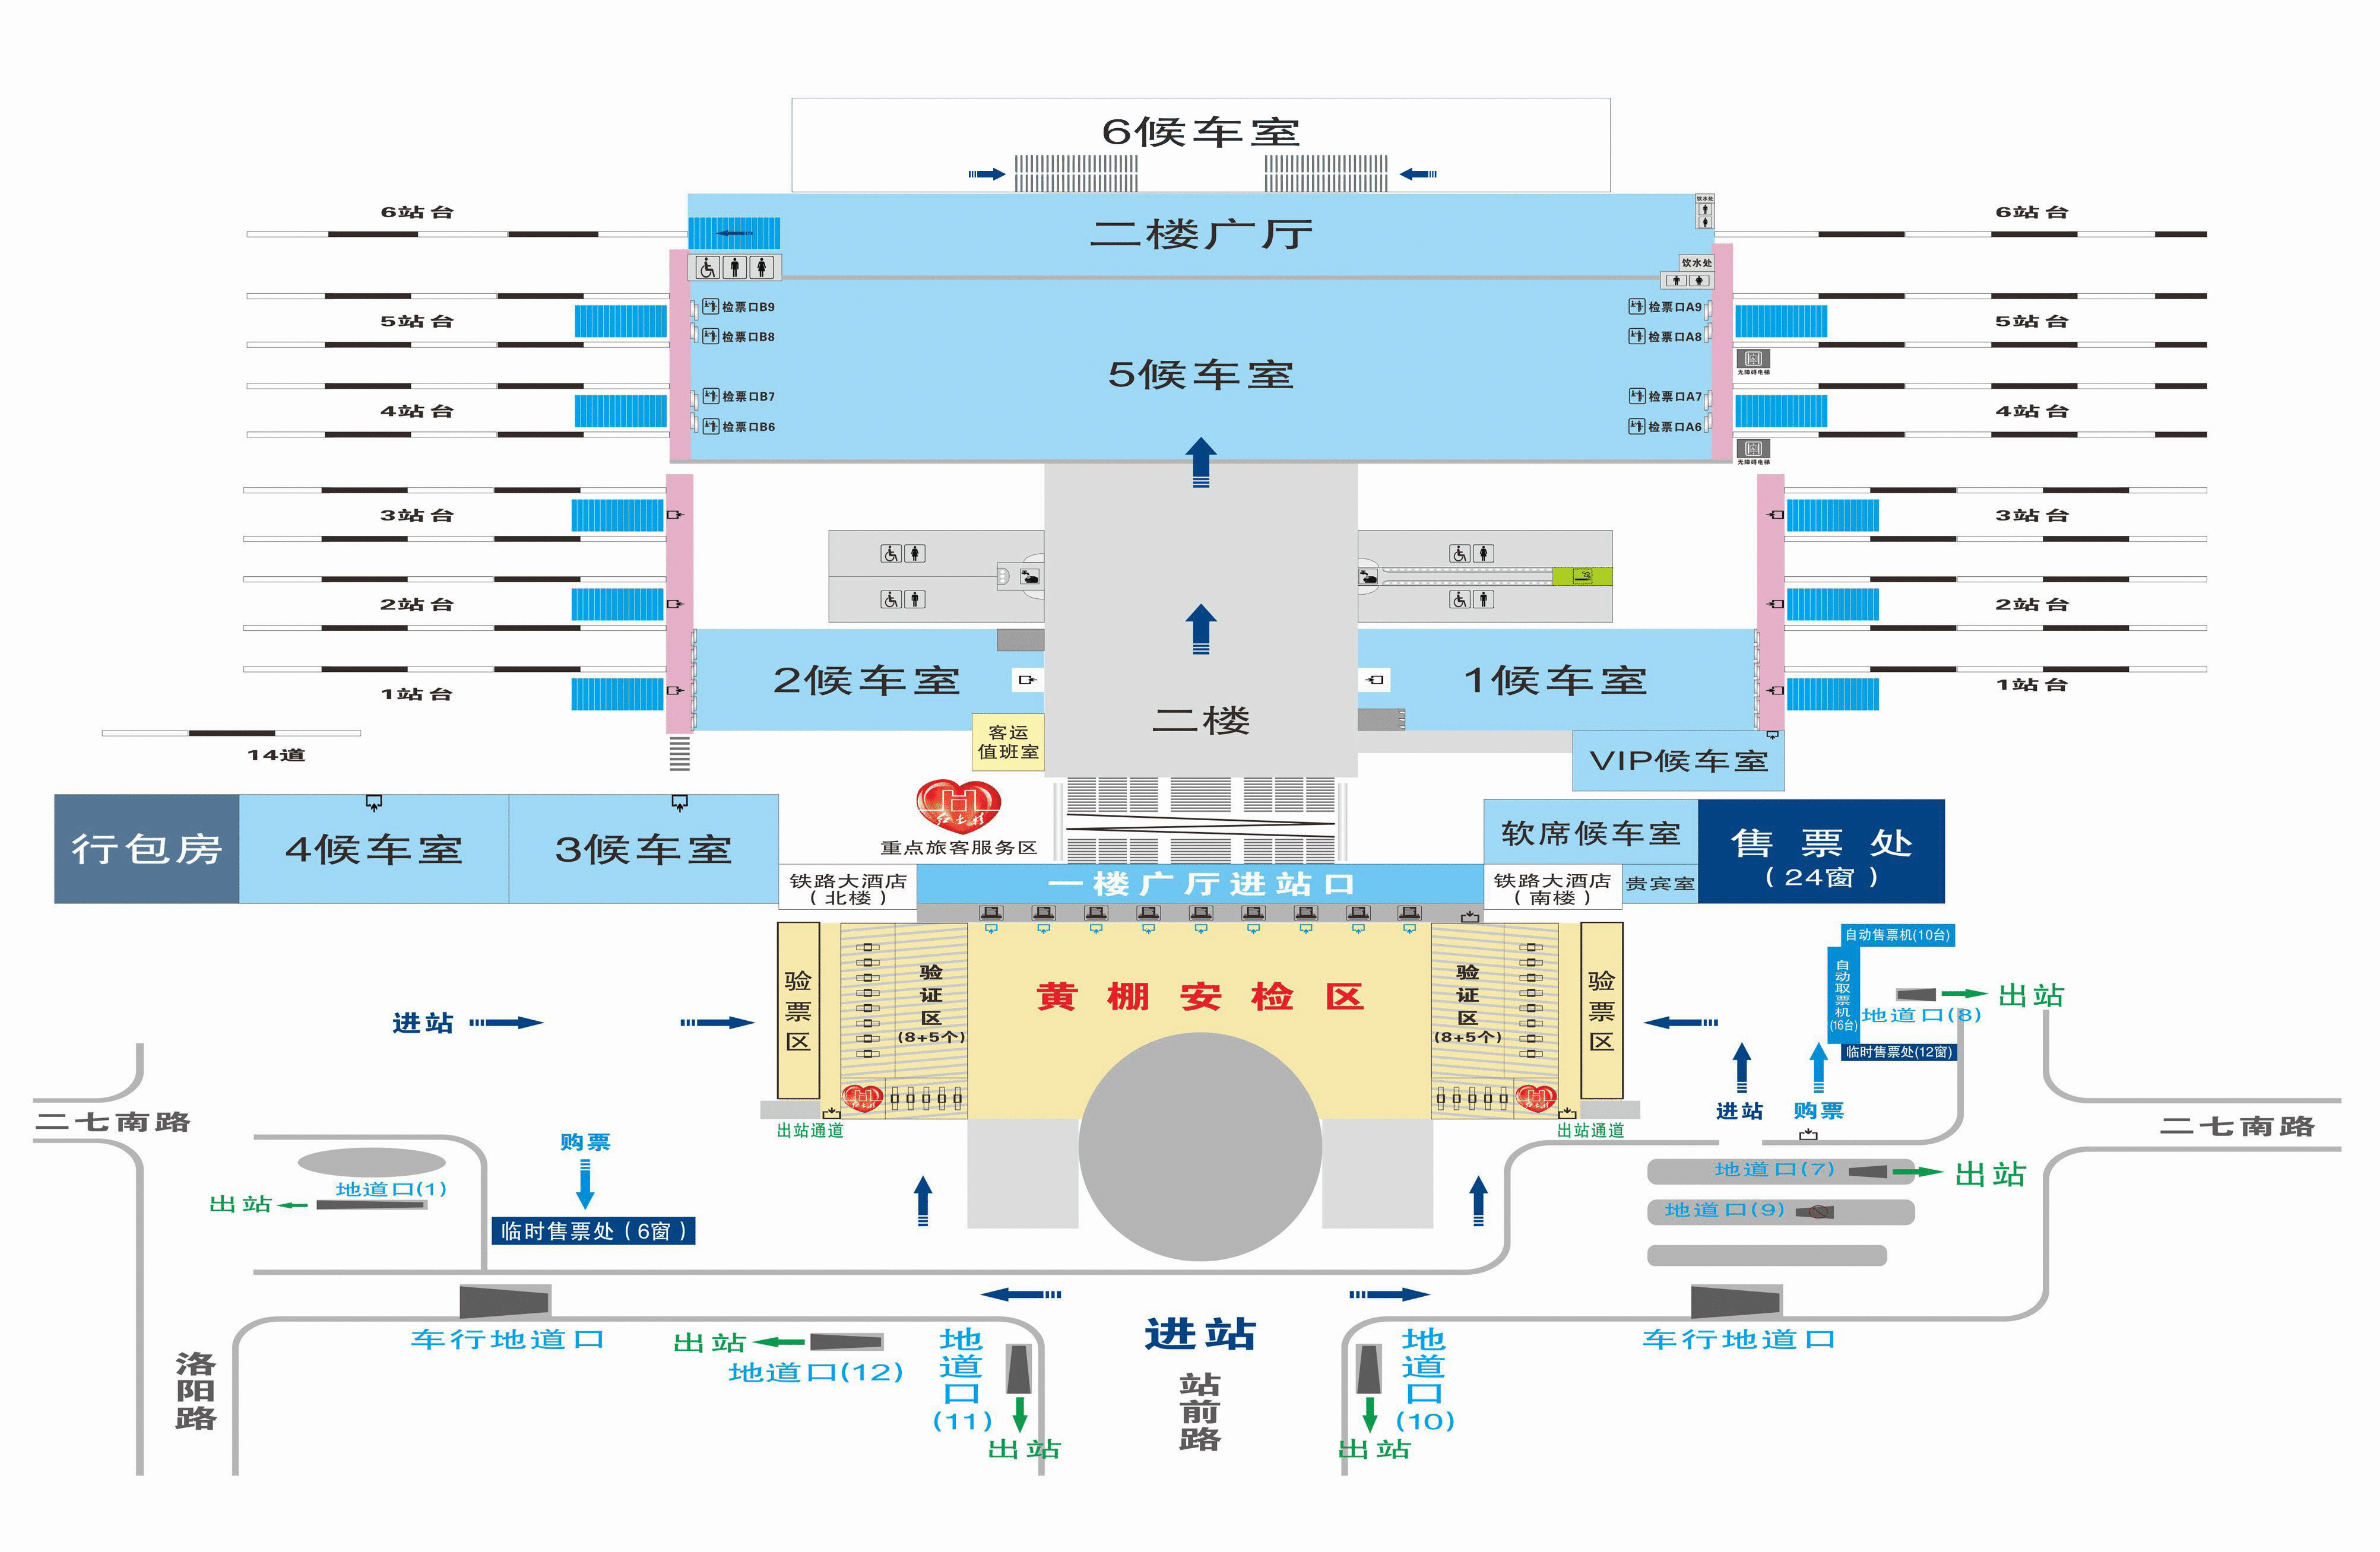 6候车室
二楼广厅
饮水处
6站台
6站台
饮水处
检票口B9
检票口A9
5站台
5站台
检票口B8
检票口A8
无障碍电梯
5候车室
检票口B7
检票口A7
4站台
4站台
检票口B6
检票口A6
无障碍电梯
3站台
3站台
2站台
2站台
2候车室
1候车室
1站台
1站台
二楼
客运
值班室
14道
VIP候车室
行包房
4候车室
3候车室
红土情
重点旅客服务区
软席候车室
售票处
(24窗)
铁路大酒店
(北楼)
一楼广厅进站口
铁路大酒店
(南楼)
贵宾室
自动售票机(10台)
验票区
验证区
(8+5个)
黄棚安检区
验证区
(8+5个)
验票区
自动取票机
(16台)
出站
地道口(8)
进站
临时售票处(12窗)
进站
购票
二七南路
二七南路
出站通道
出站通道
购票
地道口(1)
出站
临时售票处(6窗)
地道口(7)
出站
地道口(9)
进站
车行地道口
出站
地道口(12)
地道口
(11)
出站
地道口
(10)
出站
车行地道口
洛阳路
站前路